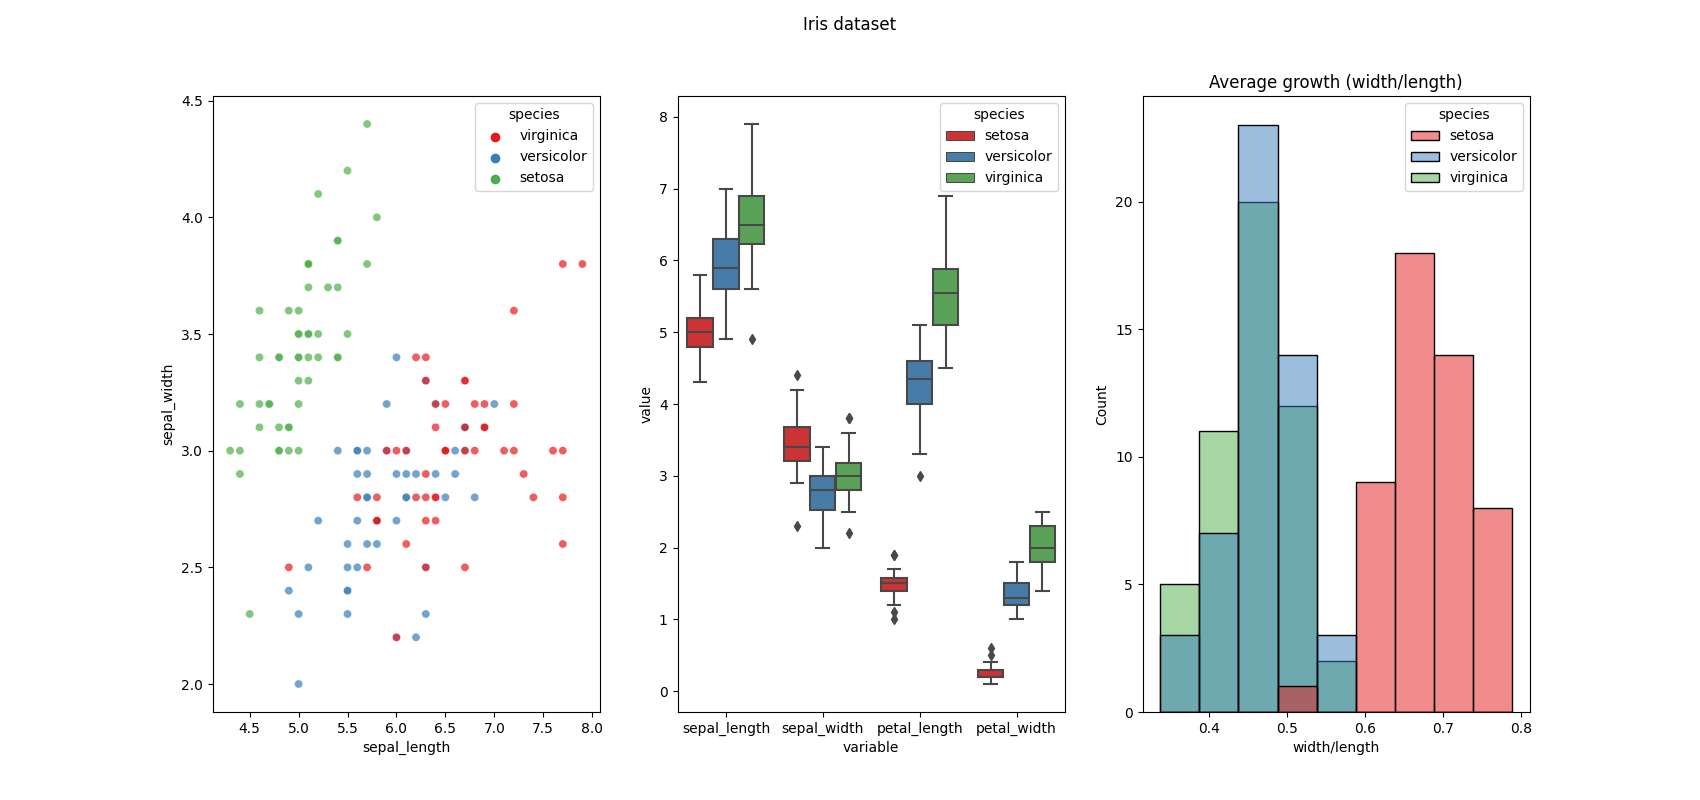 Iris dataset
4.5
4.0
3.5
3.0
2.5
2.0
sepal_width
species
virginica
versicolor
setosa
4.5 5.0 5.5 6.0 6.5 7.0 7.5 8.0
sepal_length
8
7
6
5
4
3
2
1
0
value
species
setosa
versicolor
virginica
sepal_length sepal_width petal_length petal_width
variable
Average growth (width/length)
20
15
10
5
0
Count
species
setosa
versicolor
virginica
0.4 0.5 0.6 0.7 0.8
width/length